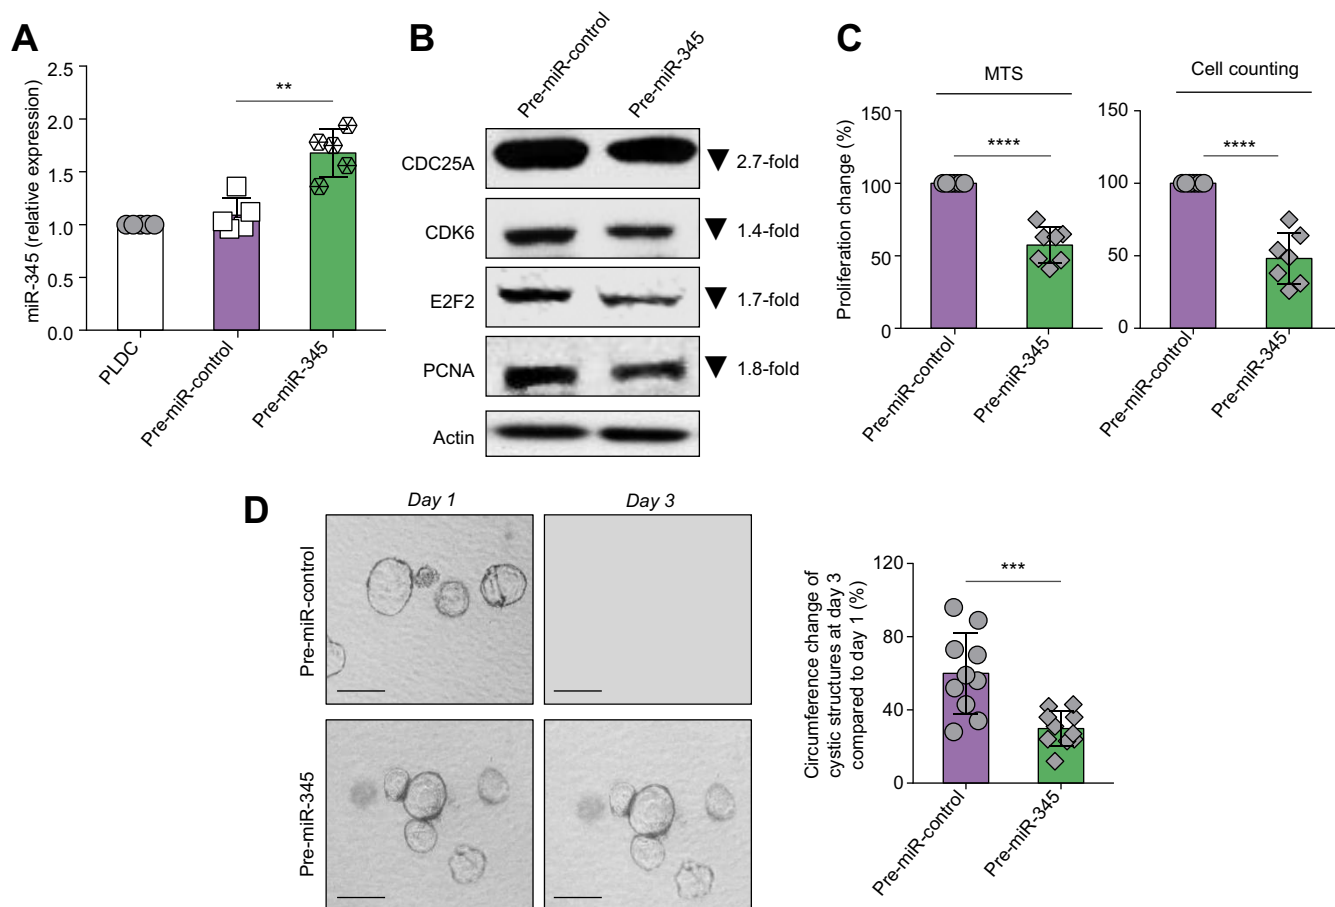 A
miR-345 (relative expression)
2.5
2.0
1.5
1.0
0.5
0.0
**
PLDC
Pre-miR-control
Pre-miR-345
B
Pre-miR-control
Pre-miR-345
CDC25A
2.7-fold
CDK6
1.4-fold
E2F2
1.7-fold
PCNA
1.8-fold
Actin
C
Proliferation change (%)
MTS
150
100
50
0
****
Pre-miR-control
Pre-miR-345
Cell counting
150
100
50
0
****
Pre-miR-control
Pre-miR-345
D
Day 1
Day 3
Pre-miR-control
Pre-miR-345
Circumference change of
cystic structures at day 3
compared to day 1 (%)
120
80
40
0
***
Pre-miR-control
Pre-miR-345